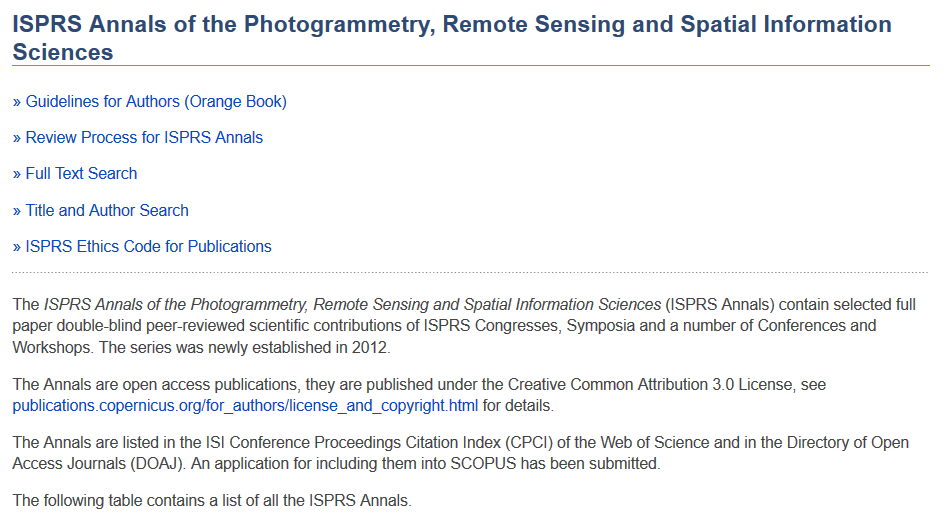 ISPRS Annals of the Photogrammetry, Remote Sensing and Spatial Information
Sciences
» Guidelines for Authors (Orange Book)
» Review Process for ISPRS Annals
» Full Text Search
» Title and Author Search
» ISPRS Ethics Code for Publications
The ISPRS Annals of the Photogrammetry, Remote Sensing and Spatial Information Sciences (ISPRS Annals) contain selected full
paper double-blind peer-reviewed scientific contributions of ISPRS Congresses, Symposia and a number of Conferences and
Workshops. The series was newly established in 2012.
The Annals are open access publications, they are published under the Creative Common Attribution 3.0 License, see
publications.copernicus.org/for_authors/license_and_copyright.html for details.
The Annals are listed in the ISI Conference Proceedings Citation Index (CPCI) of the Web of Science and in the Directory of Open
Access Journals (DOAJ). An application for including them into SCOPUS has been submitted.
The following table contains a list of all the ISPRS Annals.